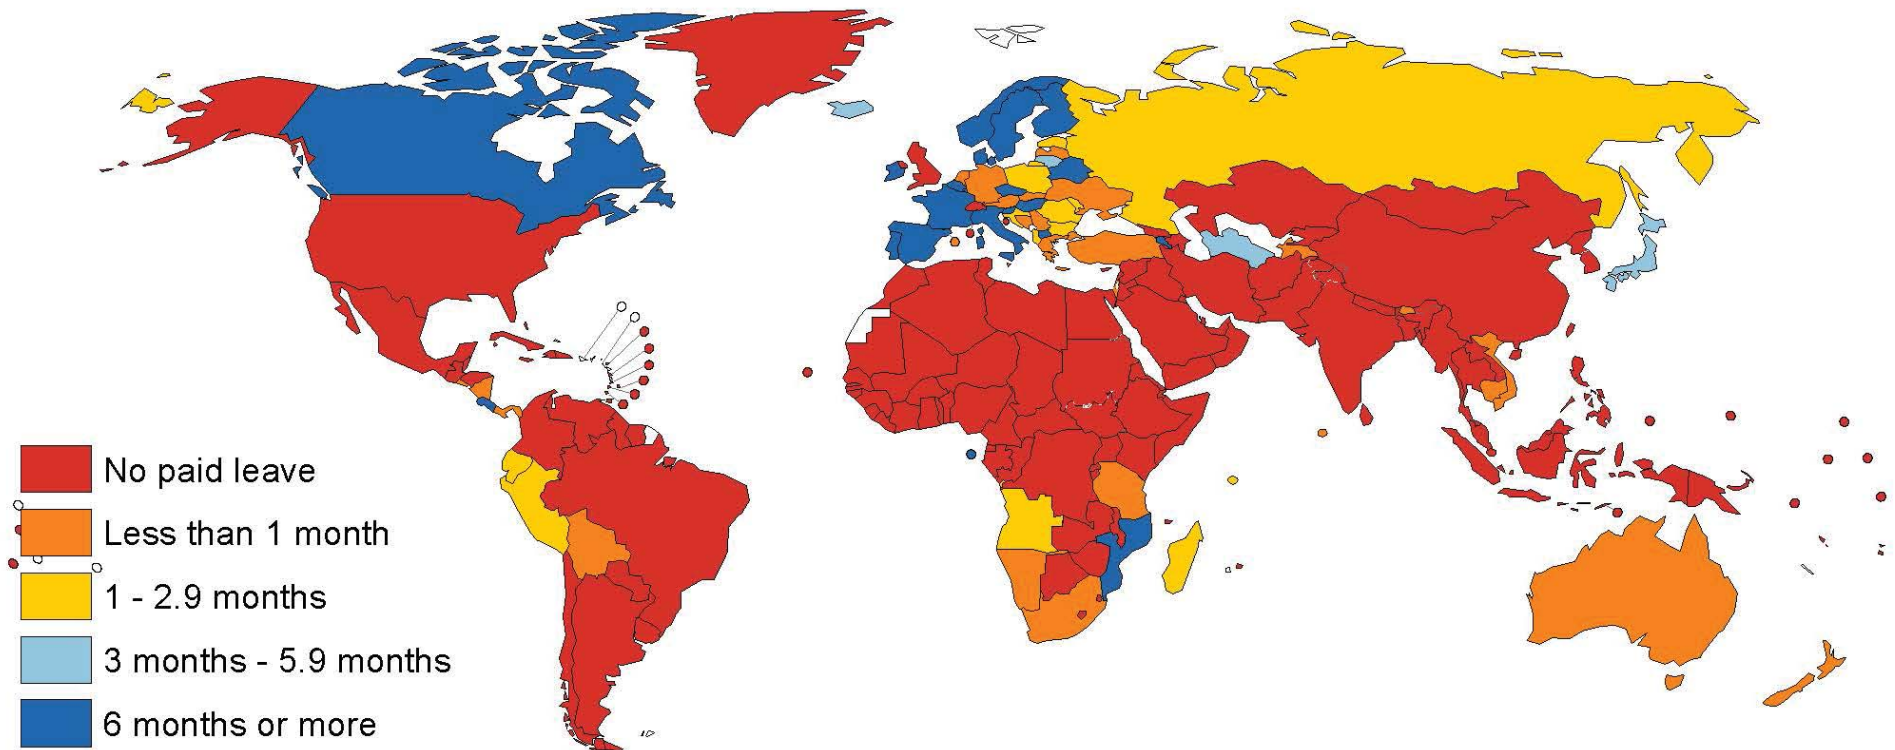 No paid leave
Less than 1 month
1 - 2.9 months
3 months - 5.9 months
6 months or more